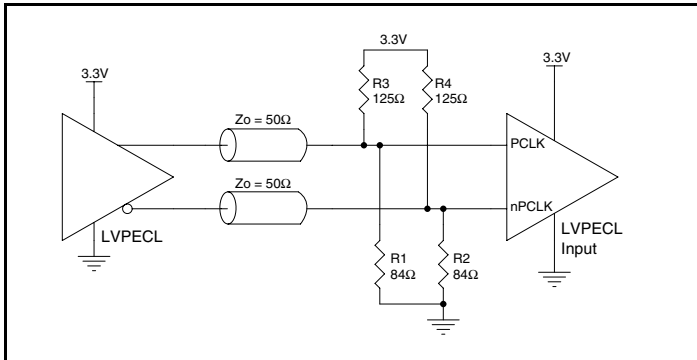 3.3V
3.3V
3.3V
R3
125Ω
R4
125Ω
Zo = 50Ω
PCLK
Zo = 50Ω
nPCLK
LVPECL
LVPECL
Input
R1
84Ω
R2
84Ω